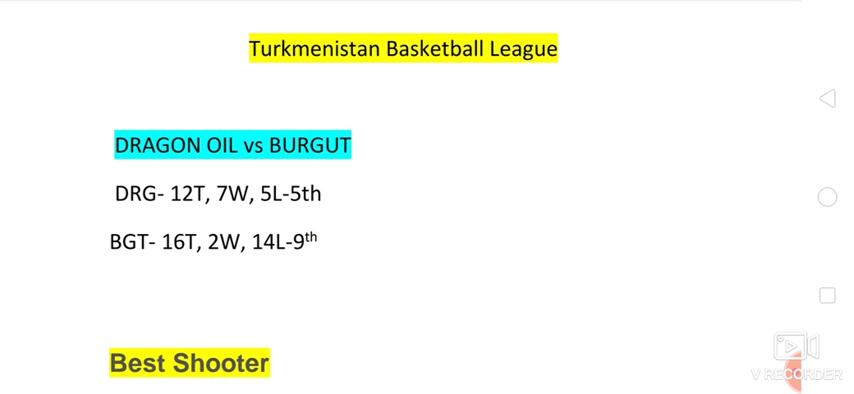 Turkmenistan Basketball League
DRAGON OIL vs BURGUT
DRG- 12T, 7W, 5L-5th
BGT- 16T, 2W, 14L-9th
Best Shooter
V RECORDER